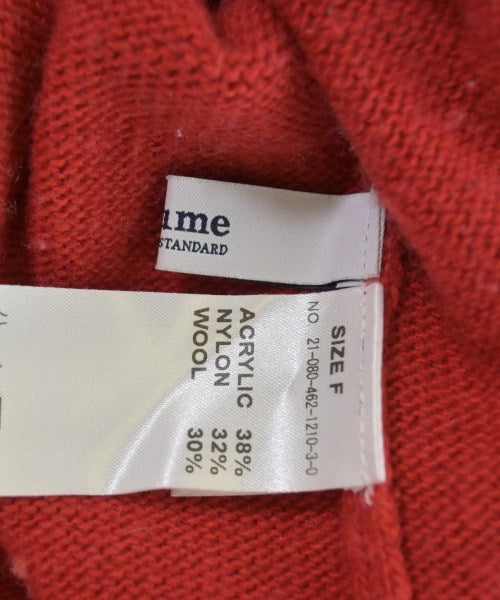 ume
STANDARD
SIZE F
NO 21-080-462-1210-3-0
ACRYLIC 38%
NYLON 32%
WOOL 30%